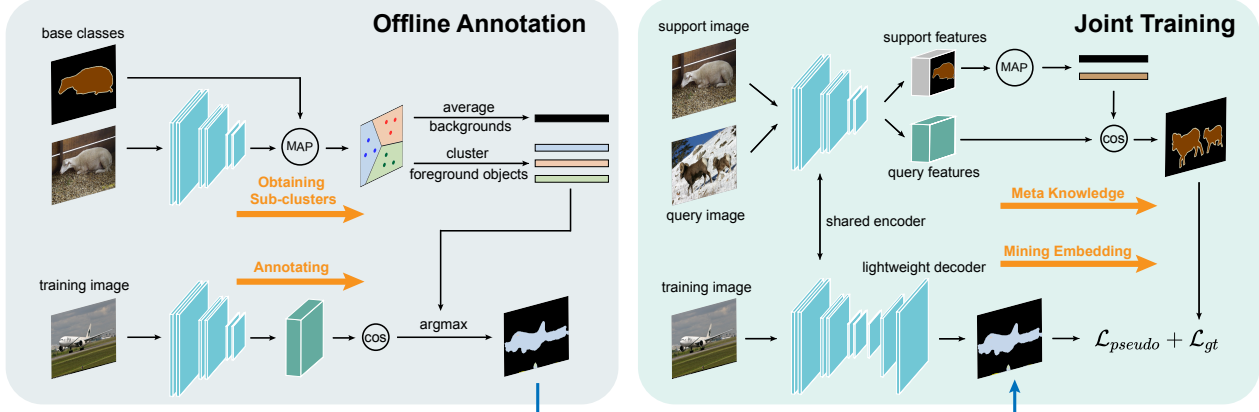 Offline Annotation
base classes
MAP
average
backgrounds
cluster
foreground objects
Obtaining
Sub-clusters
Annotating
training image
cos
argmax
Joint Training
support image
support features
MAP
cos
query features
query image
Meta Knowledge
shared encoder
Mining Embedding
lightweight decoder
training image
ℒ_pseudo + ℒ_gt